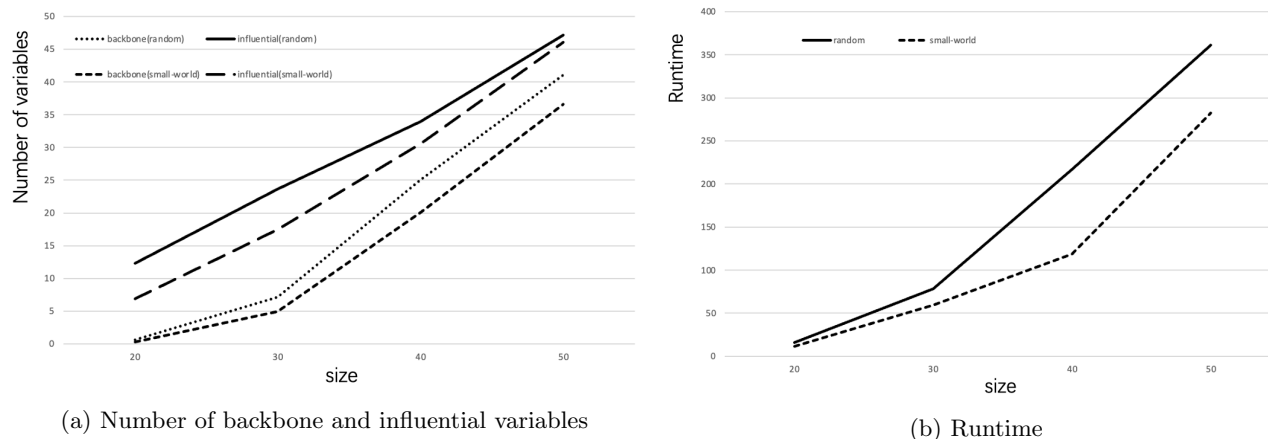 50
45
40
35
30
25
20
15
10
5
0
Number of variables
backbone(random)
influential(random)
backbone(small-world)
influential(small-world)
20 30 40 50
size
(a) Number of backbone and influential variables
400
350
300
250
200
150
100
50
0
Runtime
random
small-world
20 30 40 50
size
(b) Runtime